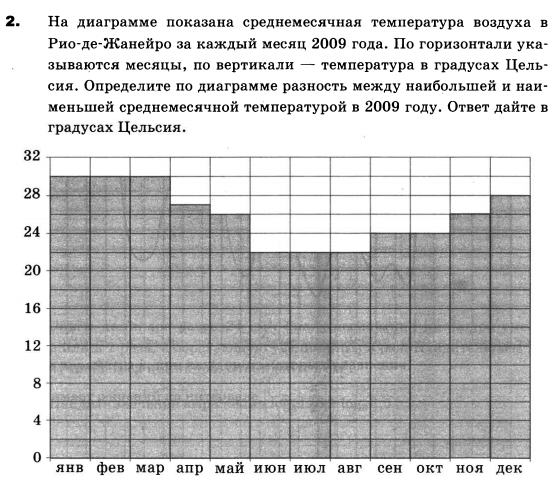 2. На диаграмме показана среднемесячная температура воздуха в
Рио-де-Жанейро за каждый месяц 2009 года. По горизонтали ука-
зываются месяцы, по вертикали — температура в градусах Цель-
сия. Определите по диаграмме разность между наибольшей и наи-
меньшей среднемесячной температурой в 2009 году. Ответ дайте в
градусах Цельсия.
32
28
24
20
16
12
8
4
0
янв фев мар апр май июн июл авг сен окт ноя дек